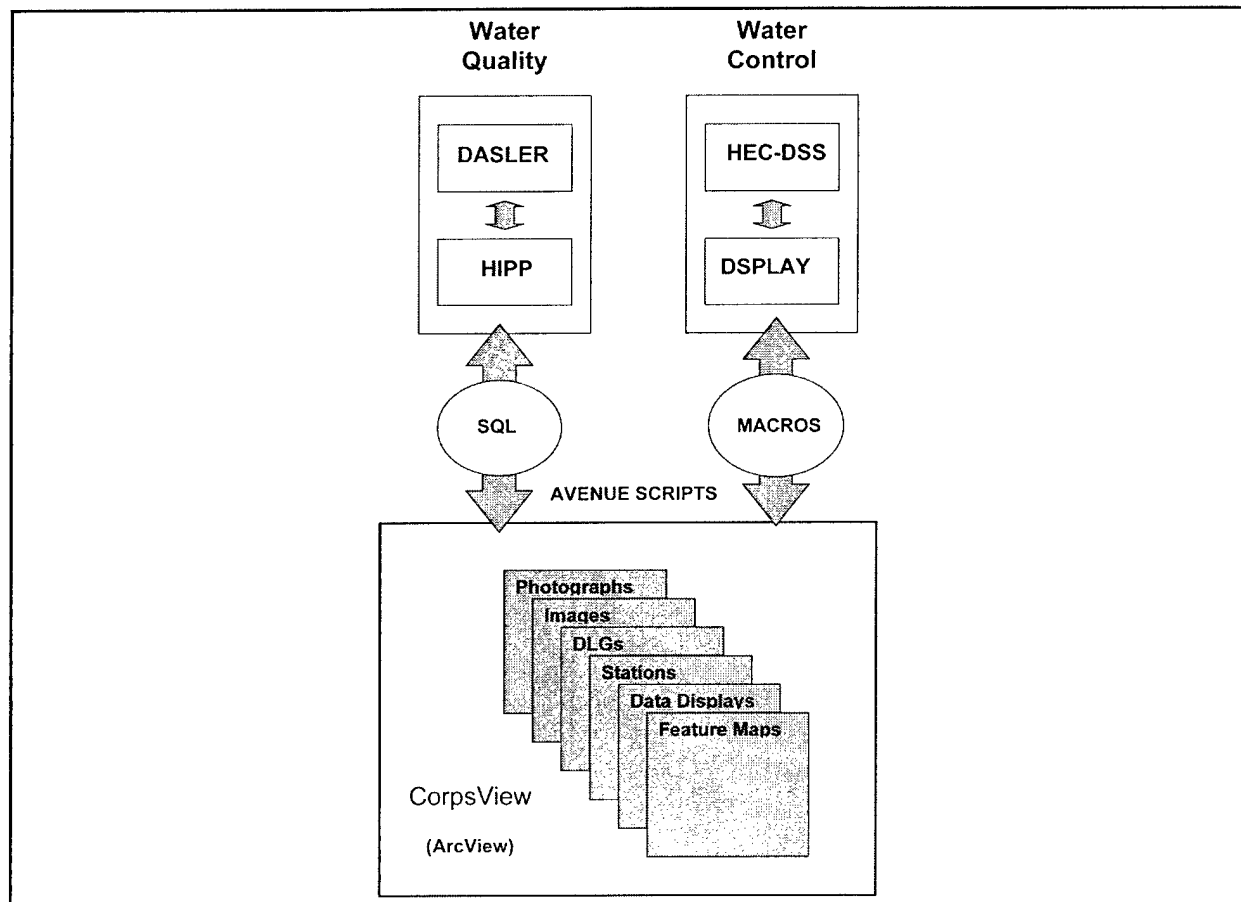 Water
Quality
Water
Control
DASLER
HIPP
HEC-DSS
DSPLAY
SQL
MACROS
AVENUE SCRIPTS
Photographs
Images
DLGs
Stations
Data Displays
Feature Maps
CorpsView
(ArcView)